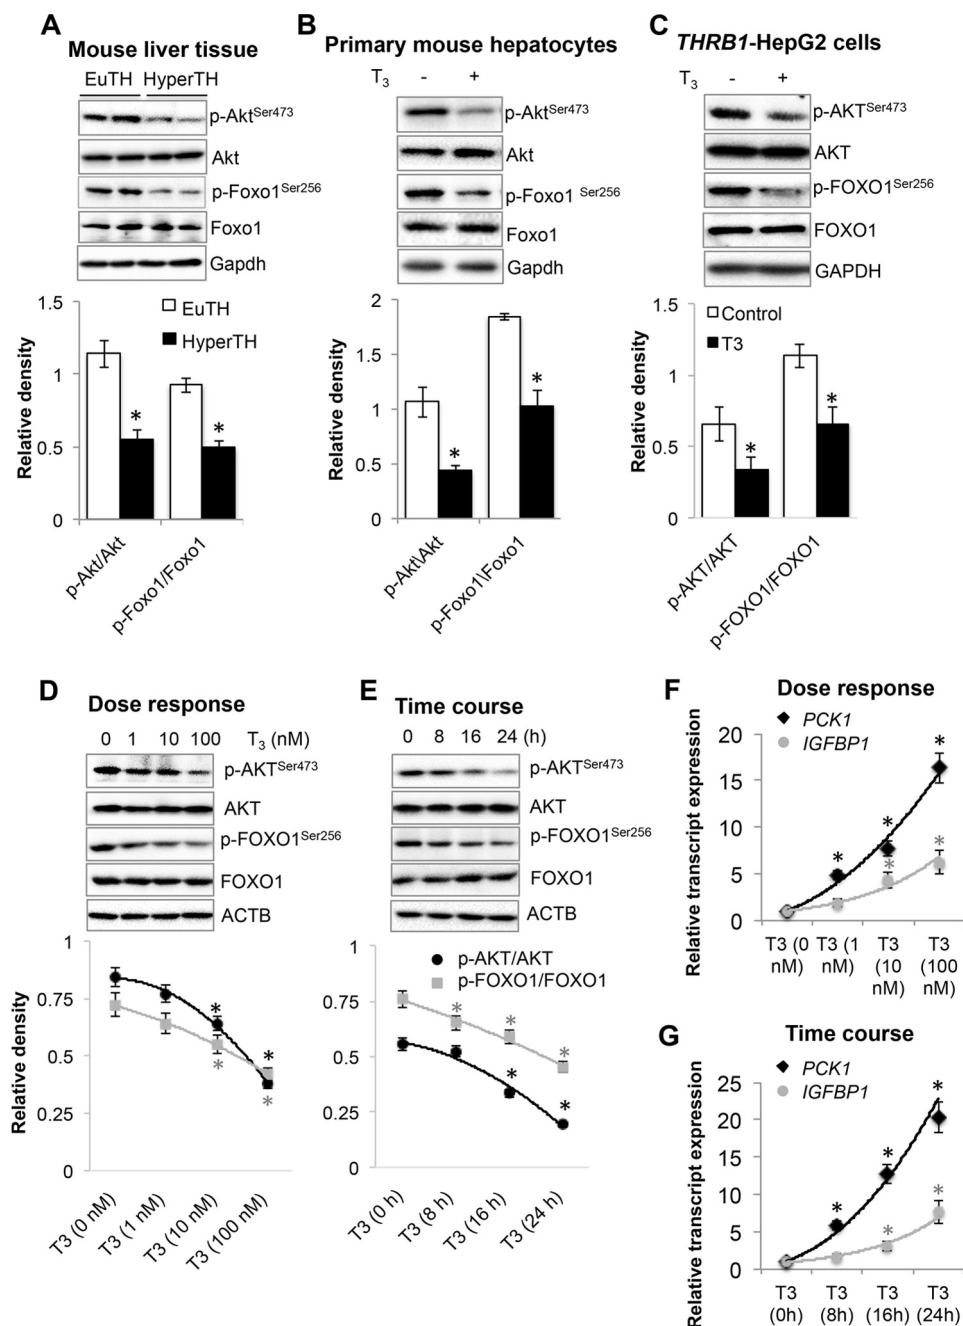 A
Mouse liver tissue
EuTH HyperTH
p-Akt^Ser473
Akt
p-Foxo1^Ser256
Foxo1
Gapdh
Relative density
1.5
1
0.5
0
EuTH
HyperTH
*
*
p-Akt/Akt
p-Foxo1/Foxo1
B
Primary mouse hepatocytes
T3 - +
p-Akt^Ser473
Akt
p-Foxo1 ^Ser256
Foxo1
Gapdh
Relative density
2
1.5
1
0.5
0
*
*
p-Akt\Akt
p-Foxo1\Foxo1
C
THRB1-HepG2 cells
T3 - +
p-AKT^Ser473
AKT
p-FOXO1^Ser256
FOXO1
GAPDH
Relative density
1.5
1
0.5
0
Control
T3
*
*
p-AKT/AKT
p-FOXO1/FOXO1
D
Dose response
0 1 10 100 T3 (nM)
p-AKT^Ser473
AKT
p-FOXO1^Ser256
FOXO1
ACTB
Relative density
1
0.75
0.5
0.25
0
*
*
*
*
T3 (0 nM)
T3 (1 nM)
T3 (10 nM)
T3 (100 nM)
E
Time course
0 8 16 24 (h)
p-AKT^Ser473
AKT
p-FOXO1^Ser256
FOXO1
ACTB
1
0.75
0.5
0.25
0
p-AKT/AKT
p-FOXO1/FOXO1
*
*
*
*
*
T3 (0 h)
T3 (8 h)
T3 (16 h)
T3 (24 h)
F
Dose response
PCK1
IGFBP1
Relative transcript expression
20
15
10
5
0
*
*
*
*
*
T3 (0
nM)
T3 (1
nM)
T3
(10
nM)
T3
(100
nM)
G
Time course
PCK1
IGFBP1
Relative transcript expression
25
20
15
10
5
0
*
*
*
*
*
T3
(0h)
T3
(8h)
T3
(16h)
T3
(24h)